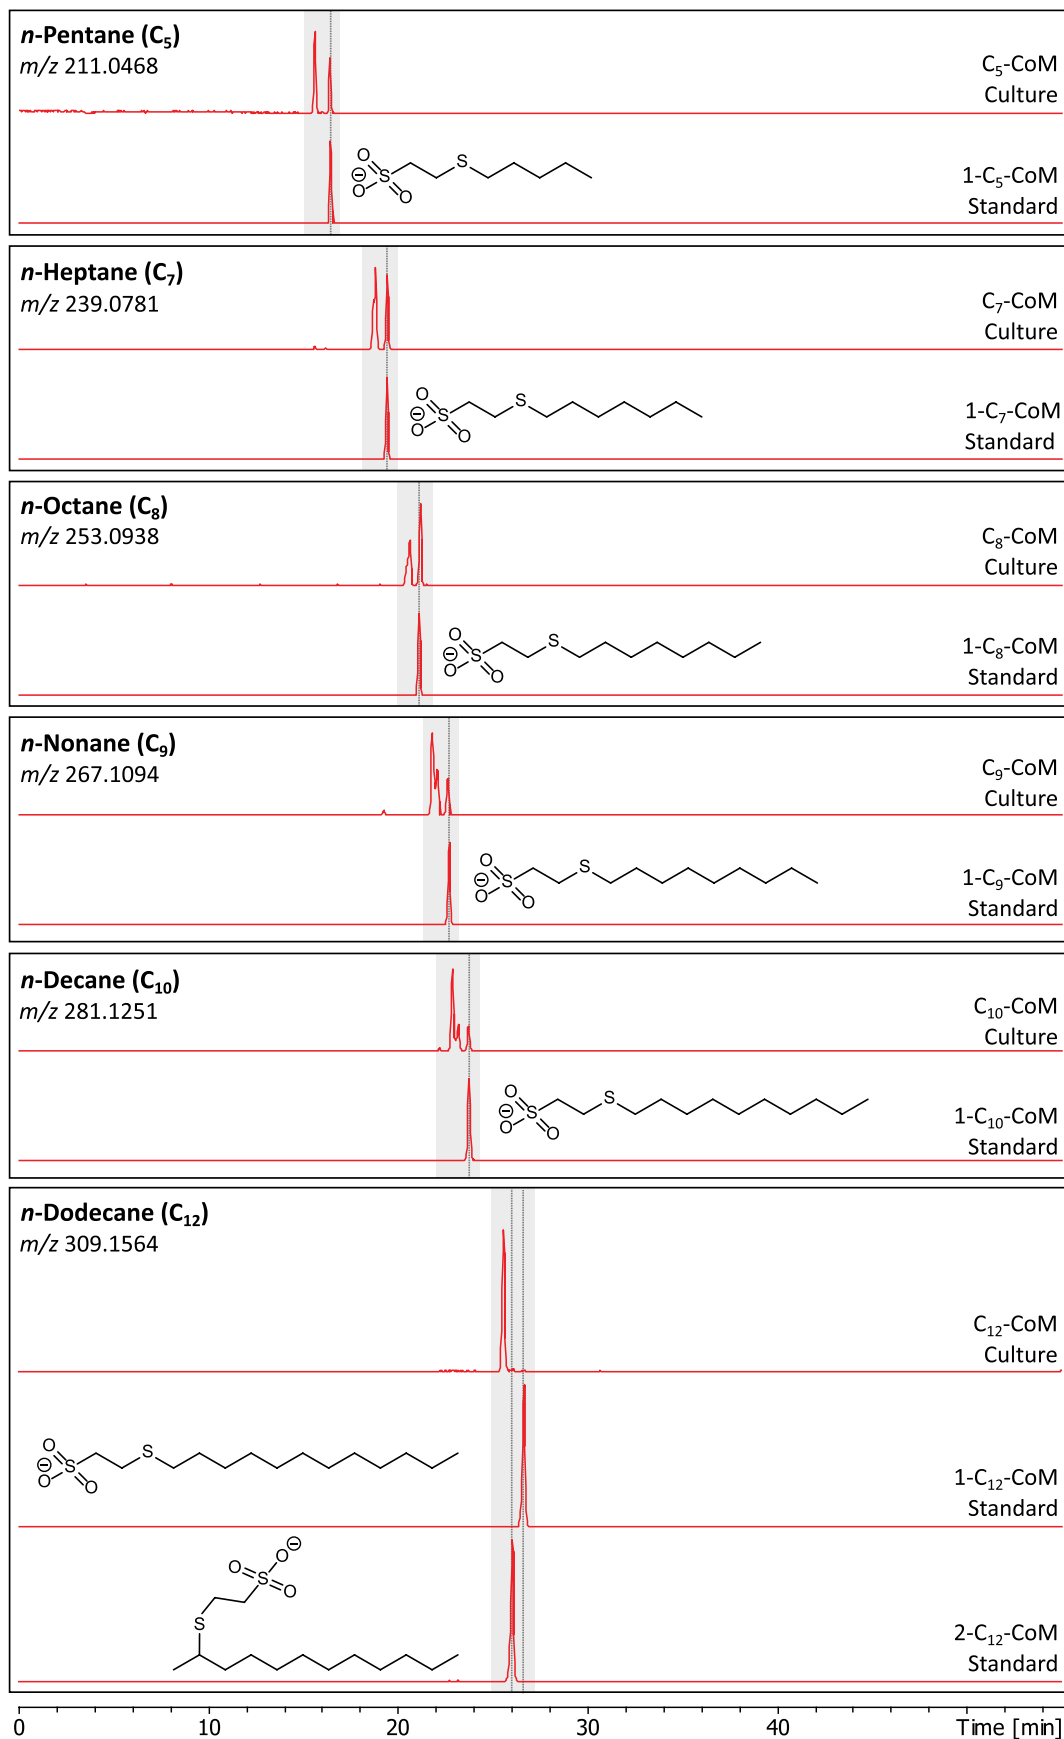 n-Pentane (C5)
m/z 211.0468
C5-CoM
Culture
O
S
S
⊖
O
O
1-C5-CoM
Standard
n-Heptane (C7)
m/z 239.0781
C7-CoM
Culture
O
S
S
⊖
O
O
1-C7-CoM
Standard
n-Octane (C8)
m/z 253.0938
C8-CoM
Culture
O
S
S
⊖
O
O
1-C8-CoM
Standard
n-Nonane (C9)
m/z 267.1094
C9-CoM
Culture
O
S
S
⊖
O
O
1-C9-CoM
Standard
n-Decane (C10)
m/z 281.1251
C10-CoM
Culture
O
S
S
⊖
O
O
1-C10-CoM
Standard
n-Dodecane (C12)
m/z 309.1564
C12-CoM
Culture
O
S
S
⊖
O
O
1-C12-CoM
Standard
O⊖
O
S
O
S
2-C12-CoM
Standard
0 10 20 30 40 Time [min]